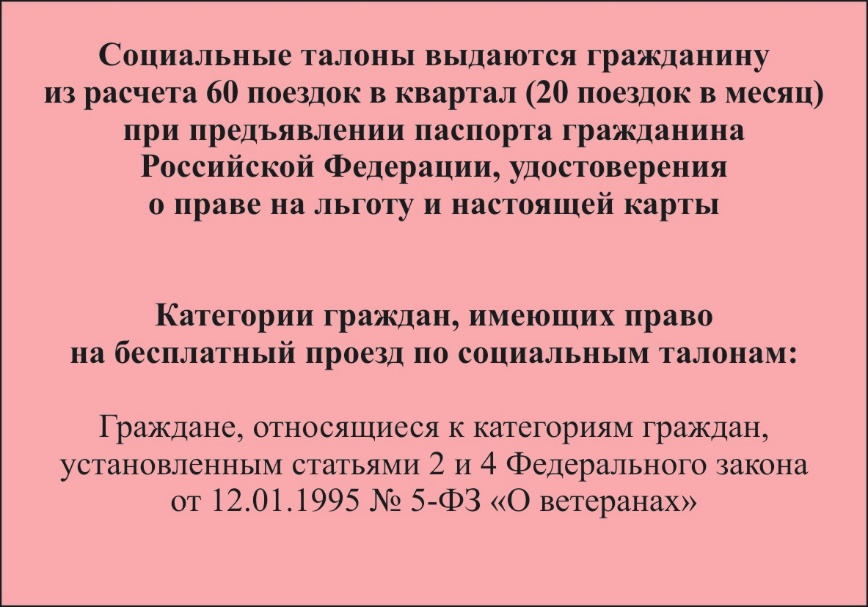 Социальные талоны выдаются гражданину
из расчета 60 поездок в квартал (20 поездок в месяц)
при предъявлении паспорта гражданина
Российской Федерации, удостоверения
о праве на льготу и настоящей карты
Категории граждан, имеющих право
на бесплатный проезд по социальным талонам:
Граждане, относящиеся к категориям граждан,
установленным статьями 2 и 4 Федерального закона
от 12.01.1995 № 5-ФЗ «О ветеранах»